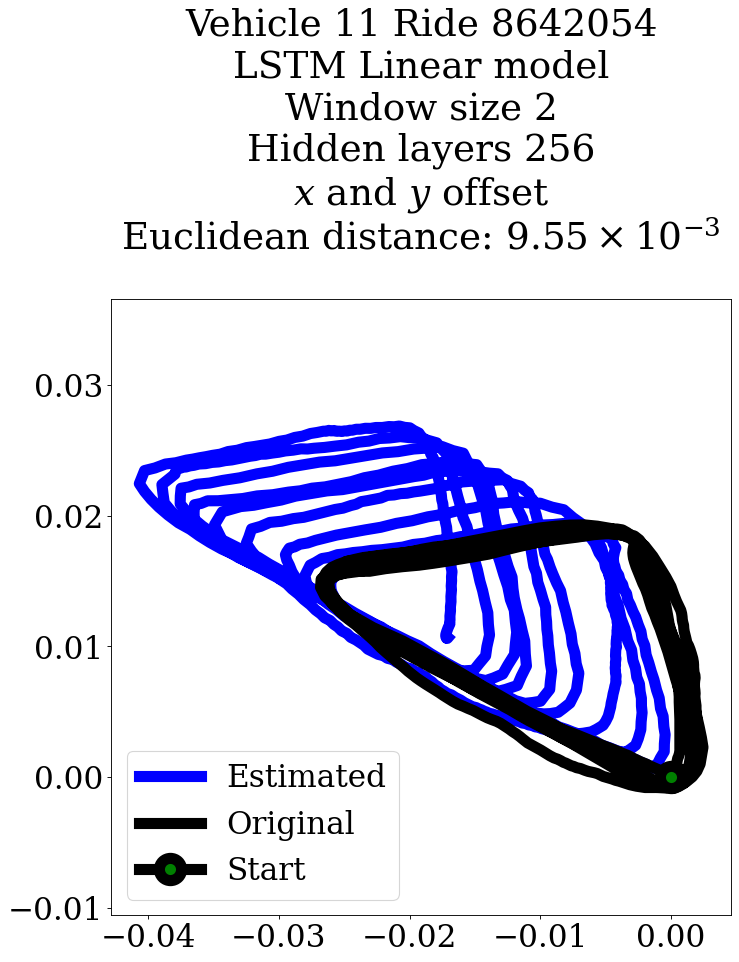 Vehicle 11 Ride 8642054
LSTM Linear model
Window size 2
Hidden layers 256
x and y offset
Euclidean distance: 9.55 × 10⁻³
0.03
0.02
0.01
0.00
−0.01
−0.04 −0.03 −0.02 −0.01 0.00
Estimated
Original
Start